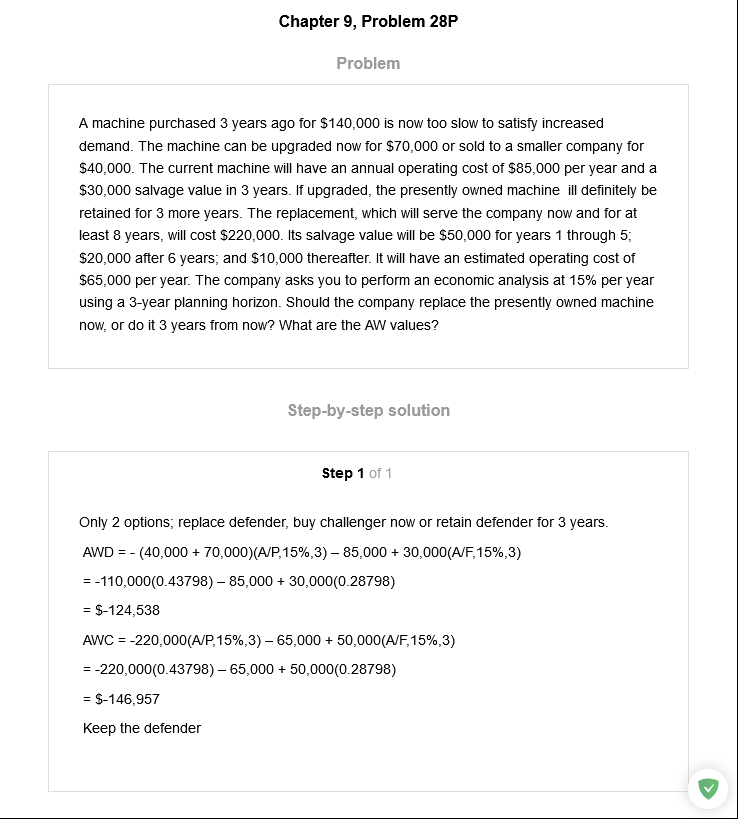 Chapter 9, Problem 28P
Problem
A machine purchased 3 years ago for $140,000 is now too slow to satisfy increased
demand. The machine can be upgraded now for $70,000 or sold to a smaller company for
$40,000. The current machine will have an annual operating cost of $85,000 per year and a
$30,000 salvage value in 3 years. If upgraded, the presently owned machine  ill definitely be
retained for 3 more years. The replacement, which will serve the company now and for at
least 8 years, will cost $220,000. Its salvage value will be $50,000 for years 1 through 5;
$20,000 after 6 years; and $10,000 thereafter. It will have an estimated operating cost of
$65,000 per year. The company asks you to perform an economic analysis at 15% per year
using a 3-year planning horizon. Should the company replace the presently owned machine
now, or do it 3 years from now? What are the AW values?
Step-by-step solution
Step 1 of 1
Only 2 options; replace defender, buy challenger now or retain defender for 3 years.
AWD = - (40,000 + 70,000)(A/P,15%,3) – 85,000 + 30,000(A/F,15%,3)
= -110,000(0.43798) – 85,000 + 30,000(0.28798)
= $-124,538
AWC = -220,000(A/P,15%,3) – 65,000 + 50,000(A/F,15%,3)
= -220,000(0.43798) – 65,000 + 50,000(0.28798)
= $-146,957
Keep the defender